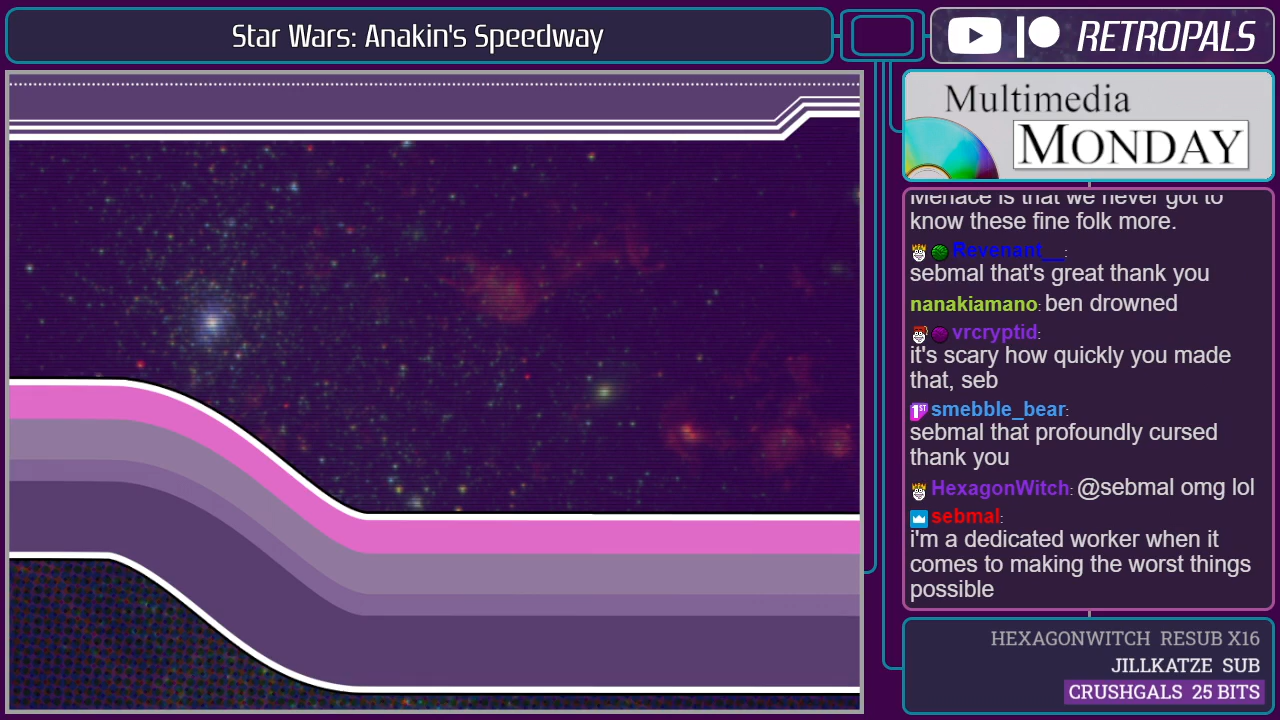 Star Wars: Anakin's Speedway
RETROPALS
Multimedia
MONDAY
Menace is that we never got to
know these fine folk more.
Revenant__:
sebmal that's great thank you
nanakiamano: ben drowned
vrcryptid:
it's scary how quickly you made
that, seb
1ST smebble_bear:
sebmal that profoundly cursed
thank you
HexagonWitch: @sebmal omg lol
sebmal:
i'm a dedicated worker when it
comes to making the worst things
possible
HEXAGONWITCH RESUB X16
JILLKATZE SUB
CRUSHGALS 25 BITS